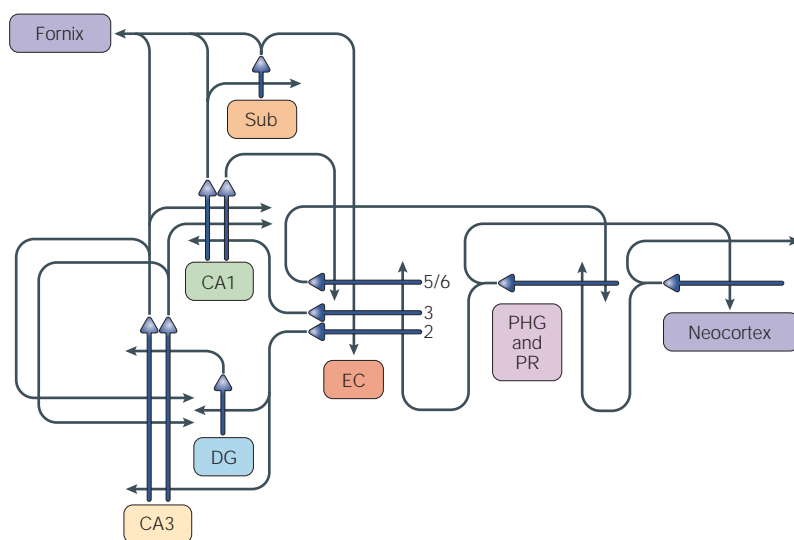 Fornix
Sub
CA1
5/6
3
2
PHG
and
PR
Neocortex
EC
DG
CA3